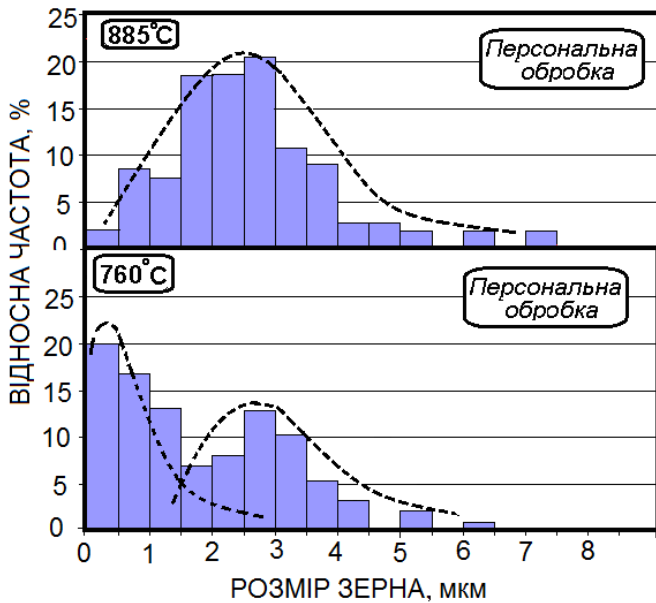 25
885°C
Персональна
обробка
20
15
10
5
0
760°C
Персональна
обробка
25
20
15
10
5
0
0 1 2 3 4 5 6 7 8
ВІДНОСНА ЧАСТОТА, %
РОЗМІР ЗЕРНА, мкм